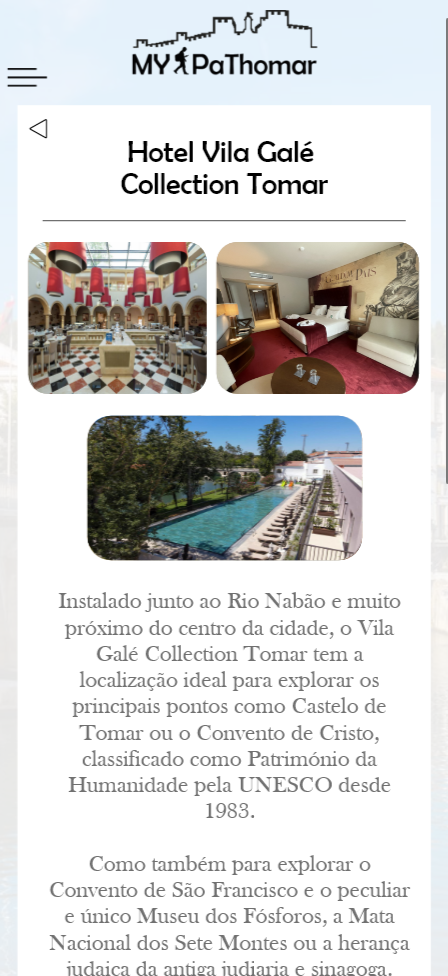 MY PaThomar
Hotel Vila Galé
Collection Tomar
GUALDIM PAIS
Instalado junto ao Rio Nabão e muito
próximo do centro da cidade, o Vila
Galé Collection Tomar tem a
localização ideal para explorar os
principais pontos como Castelo de
Tomar ou o Convento de Cristo,
classificado como Património da
Humanidade pela UNESCO desde
1983.
Como também para explorar o
Convento de São Francisco e o peculiar
e único Museu dos Fósforos, a Mata
Nacional dos Sete Montes ou a herança
judaica da antiga judiaria e sinagoga.